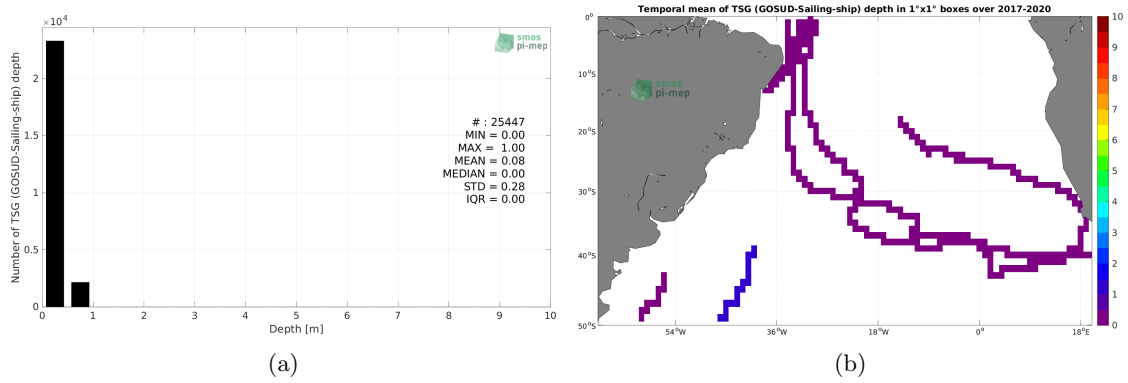 ×10⁴
Number of TSG (GOSUD-Sailing-ship) depth
2
1.5
1
0.5
0
0 1 2 3 4 5 6 7 8 9 10
Depth [m]
smos
pi-mep
# : 25447
MIN = 0.00
MAX = 1.00
MEAN = 0.08
MEDIAN = 0.00
STD = 0.28
IQR = 0.00
(a)
Temporal mean of TSG (GOSUD-Sailing-ship) depth in 1°x1° boxes over 2017-2020
0°
10°S
20°S
30°S
40°S
50°S
54°W 36°W 18°W 0° 18°E
smos
pi-mep
10
9
8
7
6
5
4
3
2
1
0
(b)